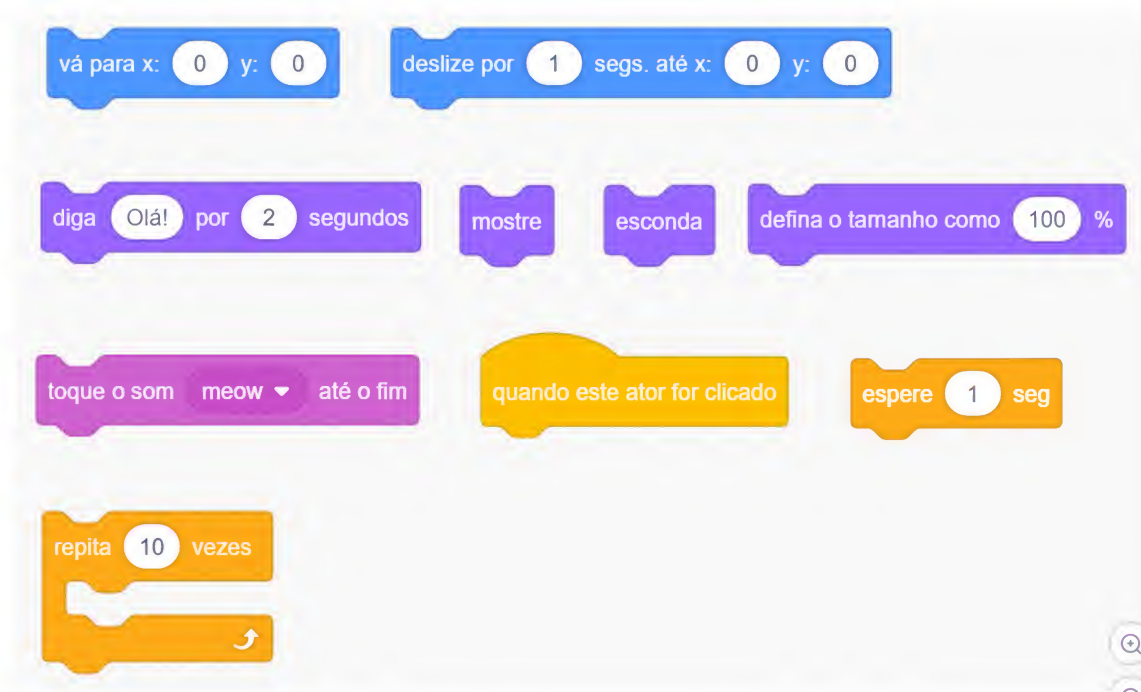 vá para x: 0 y: 0
deslize por 1 segs. até x: 0 y: 0
diga Olá! por 2 segundos
mostre
esconda
defina o tamanho como 100 %
toque o som meow até o fim
quando este ator for clicado
espere 1 seg
repita 10 vezes